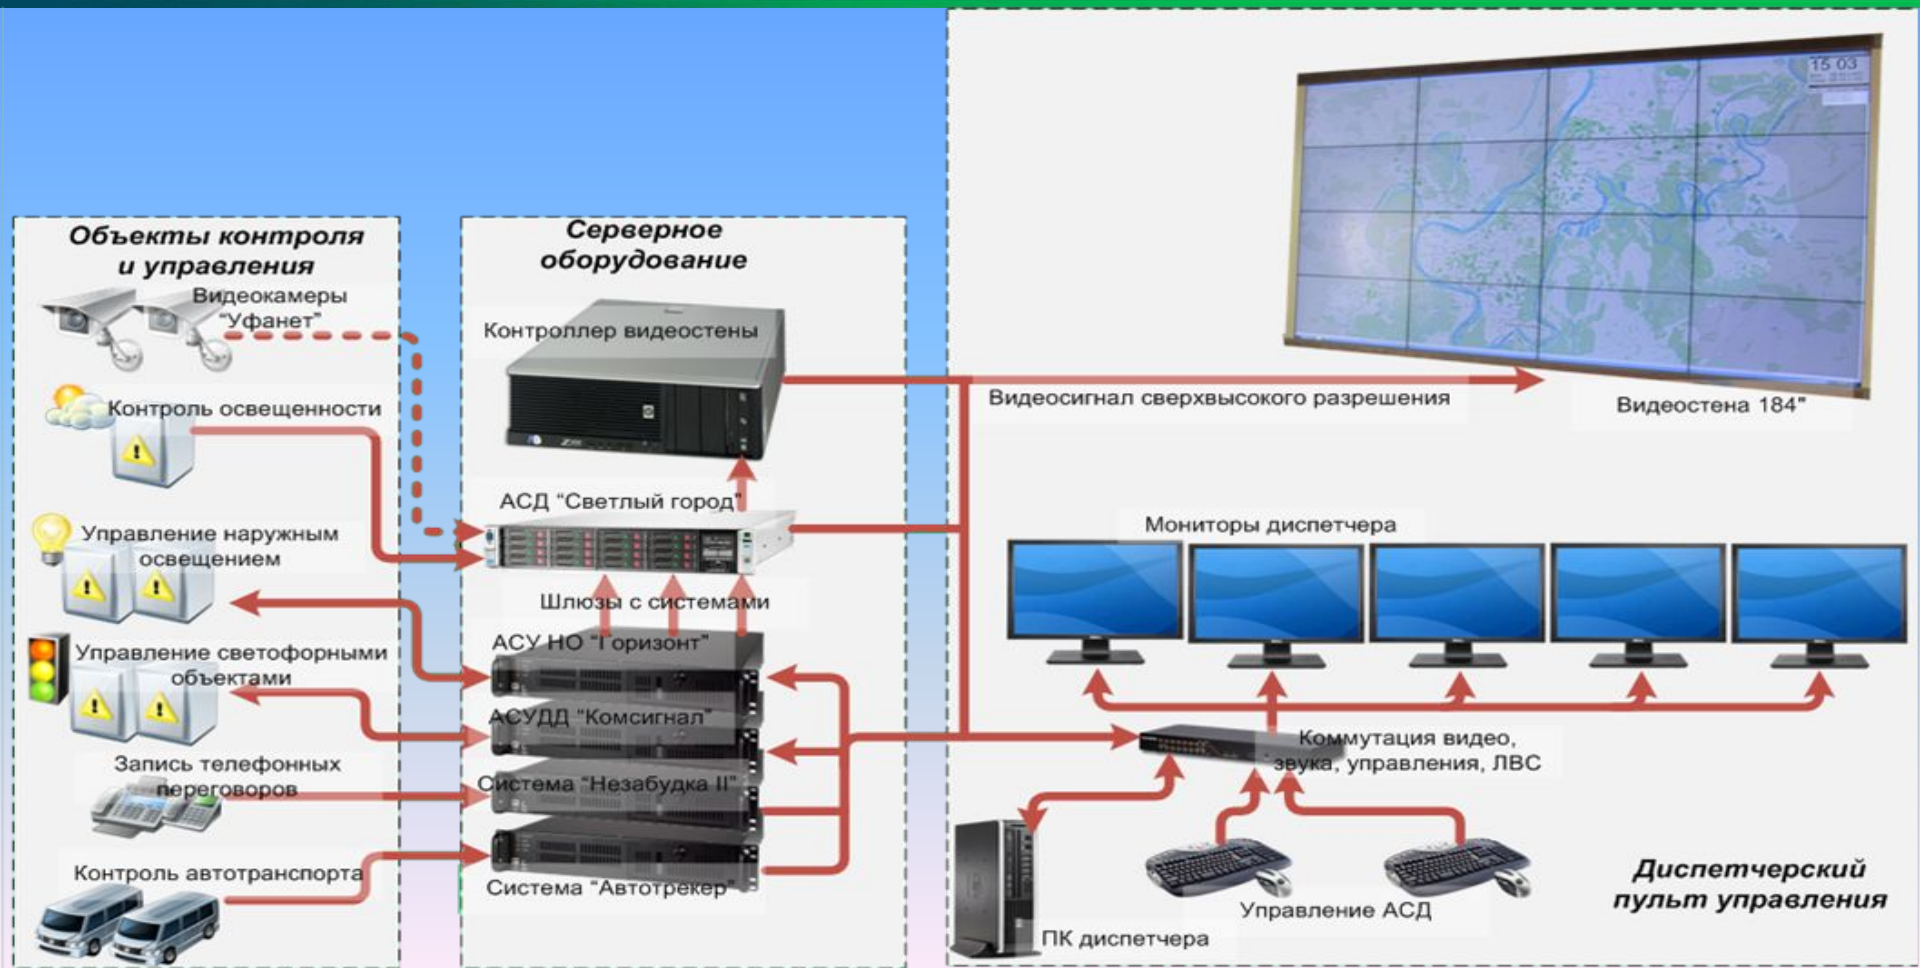 Объекты контроля
и управления
Видеокамеры
“Уфанет”
Контроль освещенности
Управление наружным
освещением
Управление светофорными
объектами
Запись телефонных
переговоров
Контроль автотранспорта
Серверное
оборудование
Контроллер видеостены
АСД “Светлый город”
Шлюзы с системами
АСУ НО “Горизонт”
АСУДД “Комсигнал”
Система “Незабудка II”
Система “Автотрекер”
15 03
Видеосигнал сверхвысокого разрешения
Видеостена 184"
Мониторы диспетчера
Коммутация видео,
звука, управления, ЛВС
Управление АСД
ПК диспетчера
Диспетчерский
пульт управления